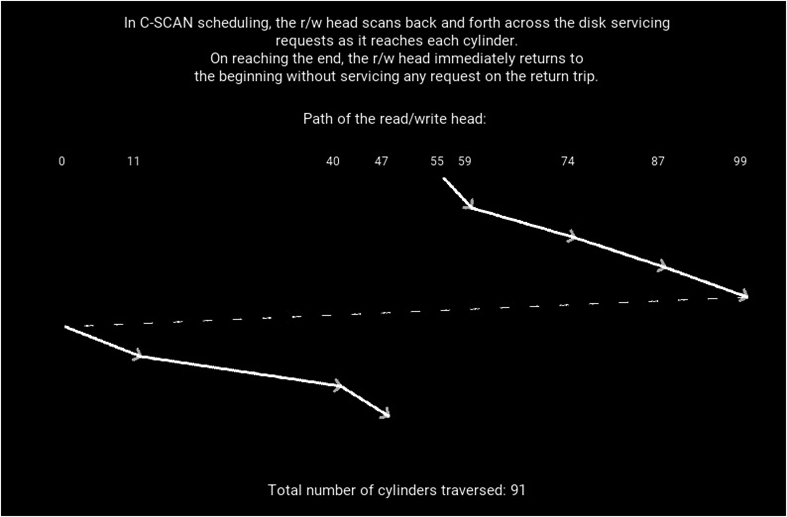 In C-SCAN scheduling, the r/w head scans back and forth across the disk servicing
requests as it reaches each cylinder.
On reaching the end, the r/w head immediately returns to
the beginning without servicing any request on the return trip.
Path of the read/write head:
0 11 40 47 55 59 74 87 99
Total number of cylinders traversed: 91